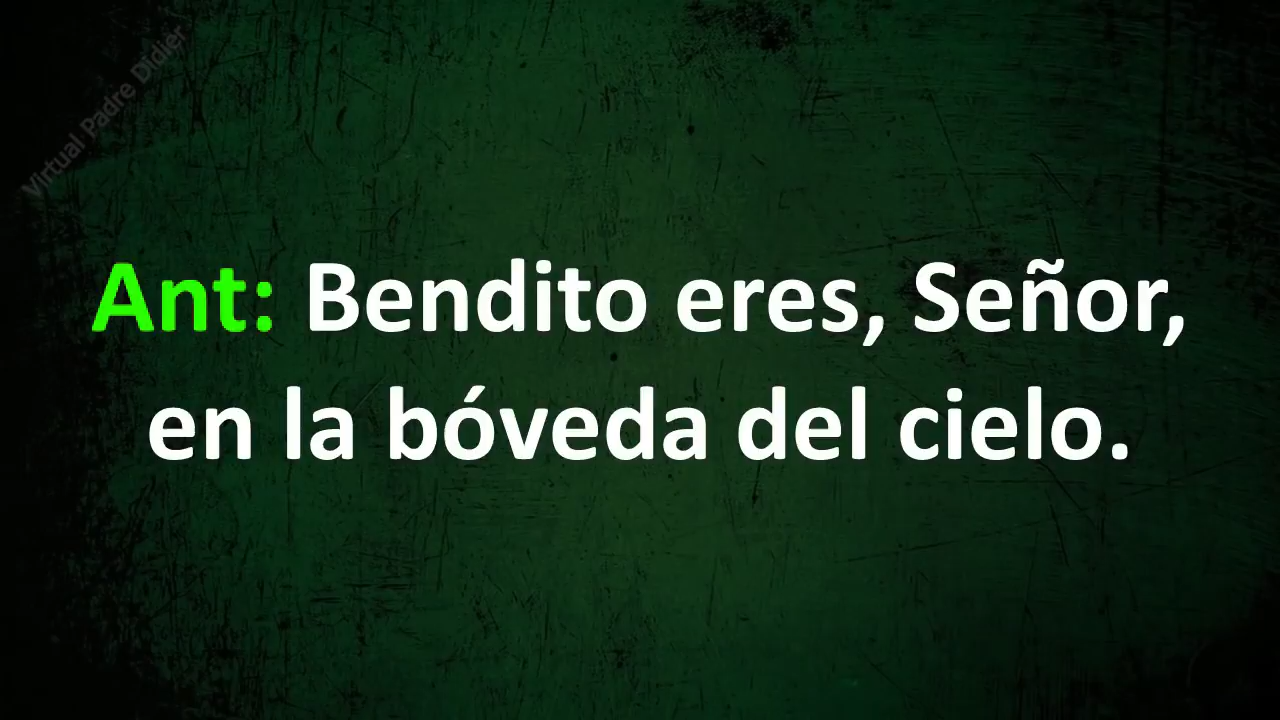 Virtual Padre Didier
Ant: Bendito eres, Señor,
en la bóveda del cielo.